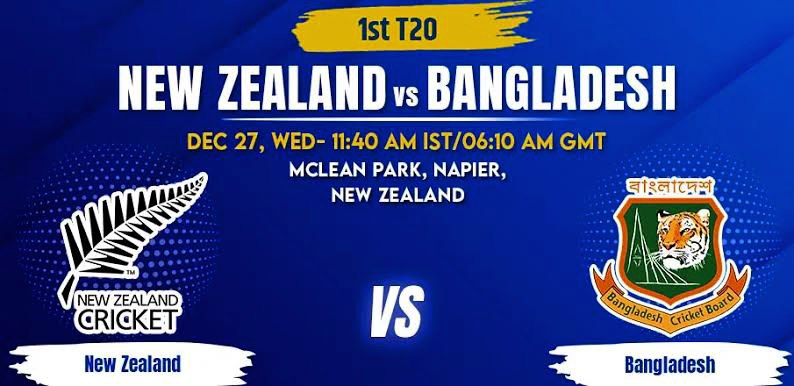 1st T20
NEW ZEALAND vs BANGLADESH
DEC 27, WED- 11:40 AM IST/06:10 AM GMT
MCLEAN PARK, NAPIER,
NEW ZEALAND
বাংলাদেশ
TM
NEW ZEALAND
CRICKET
VS
Bangladesh Cricket Board
New Zealand
Bangladesh